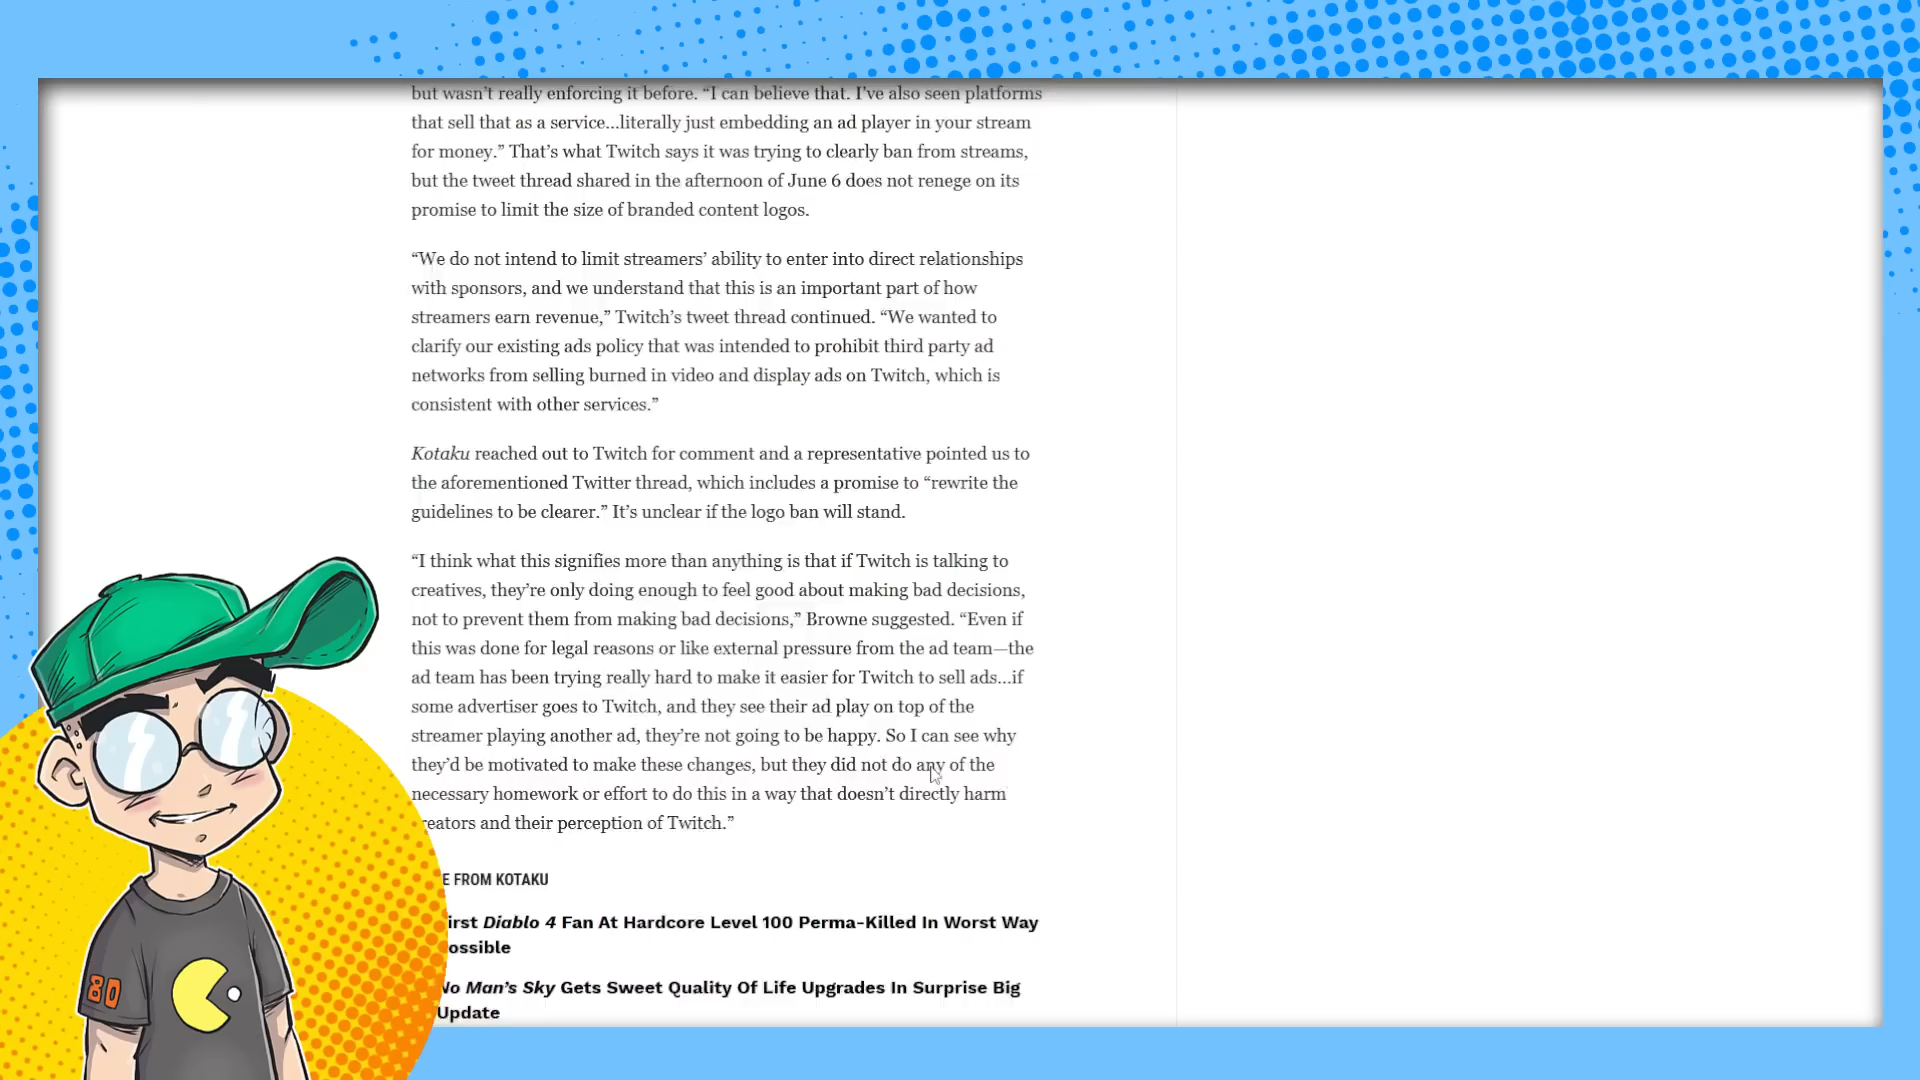 but wasn’t really enforcing it before. “I can believe that. I’ve also seen platforms
that sell that as a service...literally just embedding an ad player in your stream
for money.” That’s what Twitch says it was trying to clearly ban from streams,
but the tweet thread shared in the afternoon of June 6 does not renege on its
promise to limit the size of branded content logos.
“We do not intend to limit streamers’ ability to enter into direct relationships
with sponsors, and we understand that this is an important part of how
streamers earn revenue,” Twitch’s tweet thread continued. “We wanted to
clarify our existing ads policy that was intended to prohibit third party ad
networks from selling burned in video and display ads on Twitch, which is
consistent with other services.”
Kotaku reached out to Twitch for comment and a representative pointed us to
the aforementioned Twitter thread, which includes a promise to “rewrite the
guidelines to be clearer.” It’s unclear if the logo ban will stand.
“I think what this signifies more than anything is that if Twitch is talking to
creatives, they’re only doing enough to feel good about making bad decisions,
not to prevent them from making bad decisions,” Browne suggested. “Even if
this was done for legal reasons or like external pressure from the ad team—the
ad team has been trying really hard to make it easier for Twitch to sell ads...if
some advertiser goes to Twitch, and they see their ad play on top of the
streamer playing another ad, they’re not going to be happy. So I can see why
they’d be motivated to make these changes, but they did not do any of the
necessary homework or effort to do this in a way that doesn’t directly harm
reators and their perception of Twitch.”
E FROM KOTAKU
irst Diablo 4 Fan At Hardcore Level 100 Perma-Killed In Worst Way
ossible
No Man’s Sky Gets Sweet Quality Of Life Upgrades In Surprise Big
Update
80